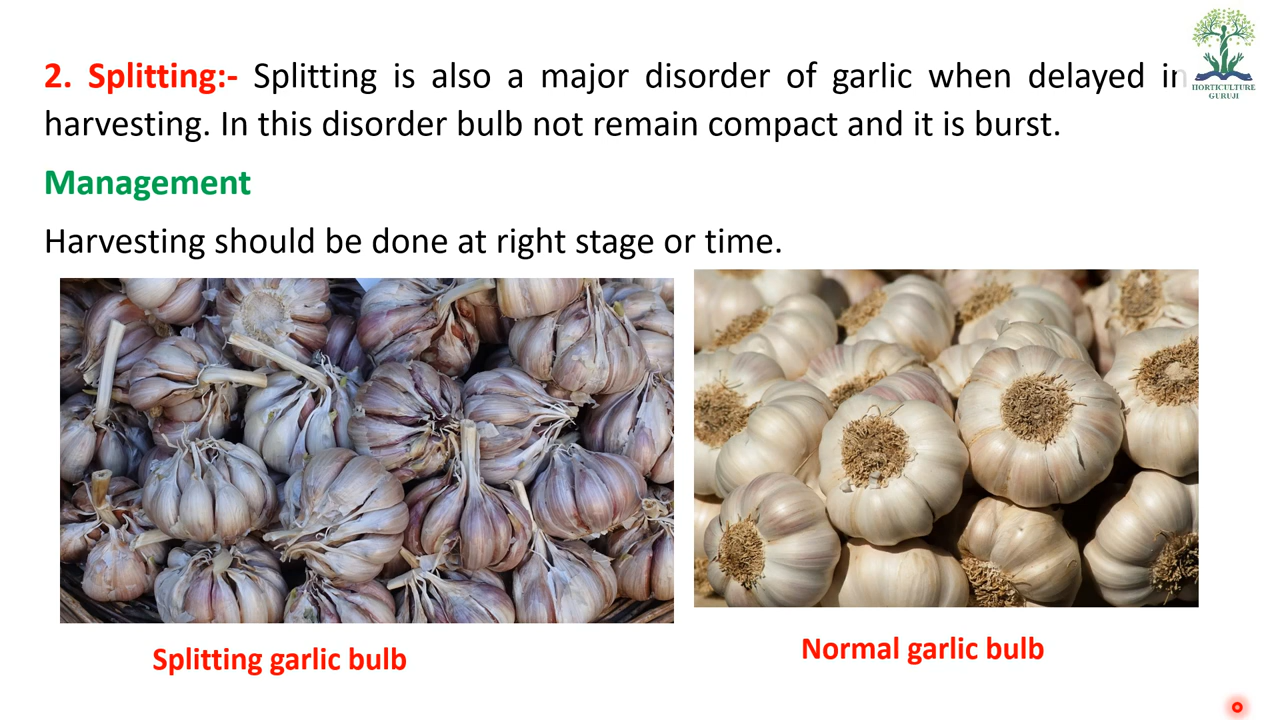 2. Splitting:- Splitting is also a major disorder of garlic when delayed in
harvesting. In this disorder bulb not remain compact and it is burst.
Management
Harvesting should be done at right stage or time.
Splitting garlic bulb
Normal garlic bulb
HORTICULTURE
GURUJI